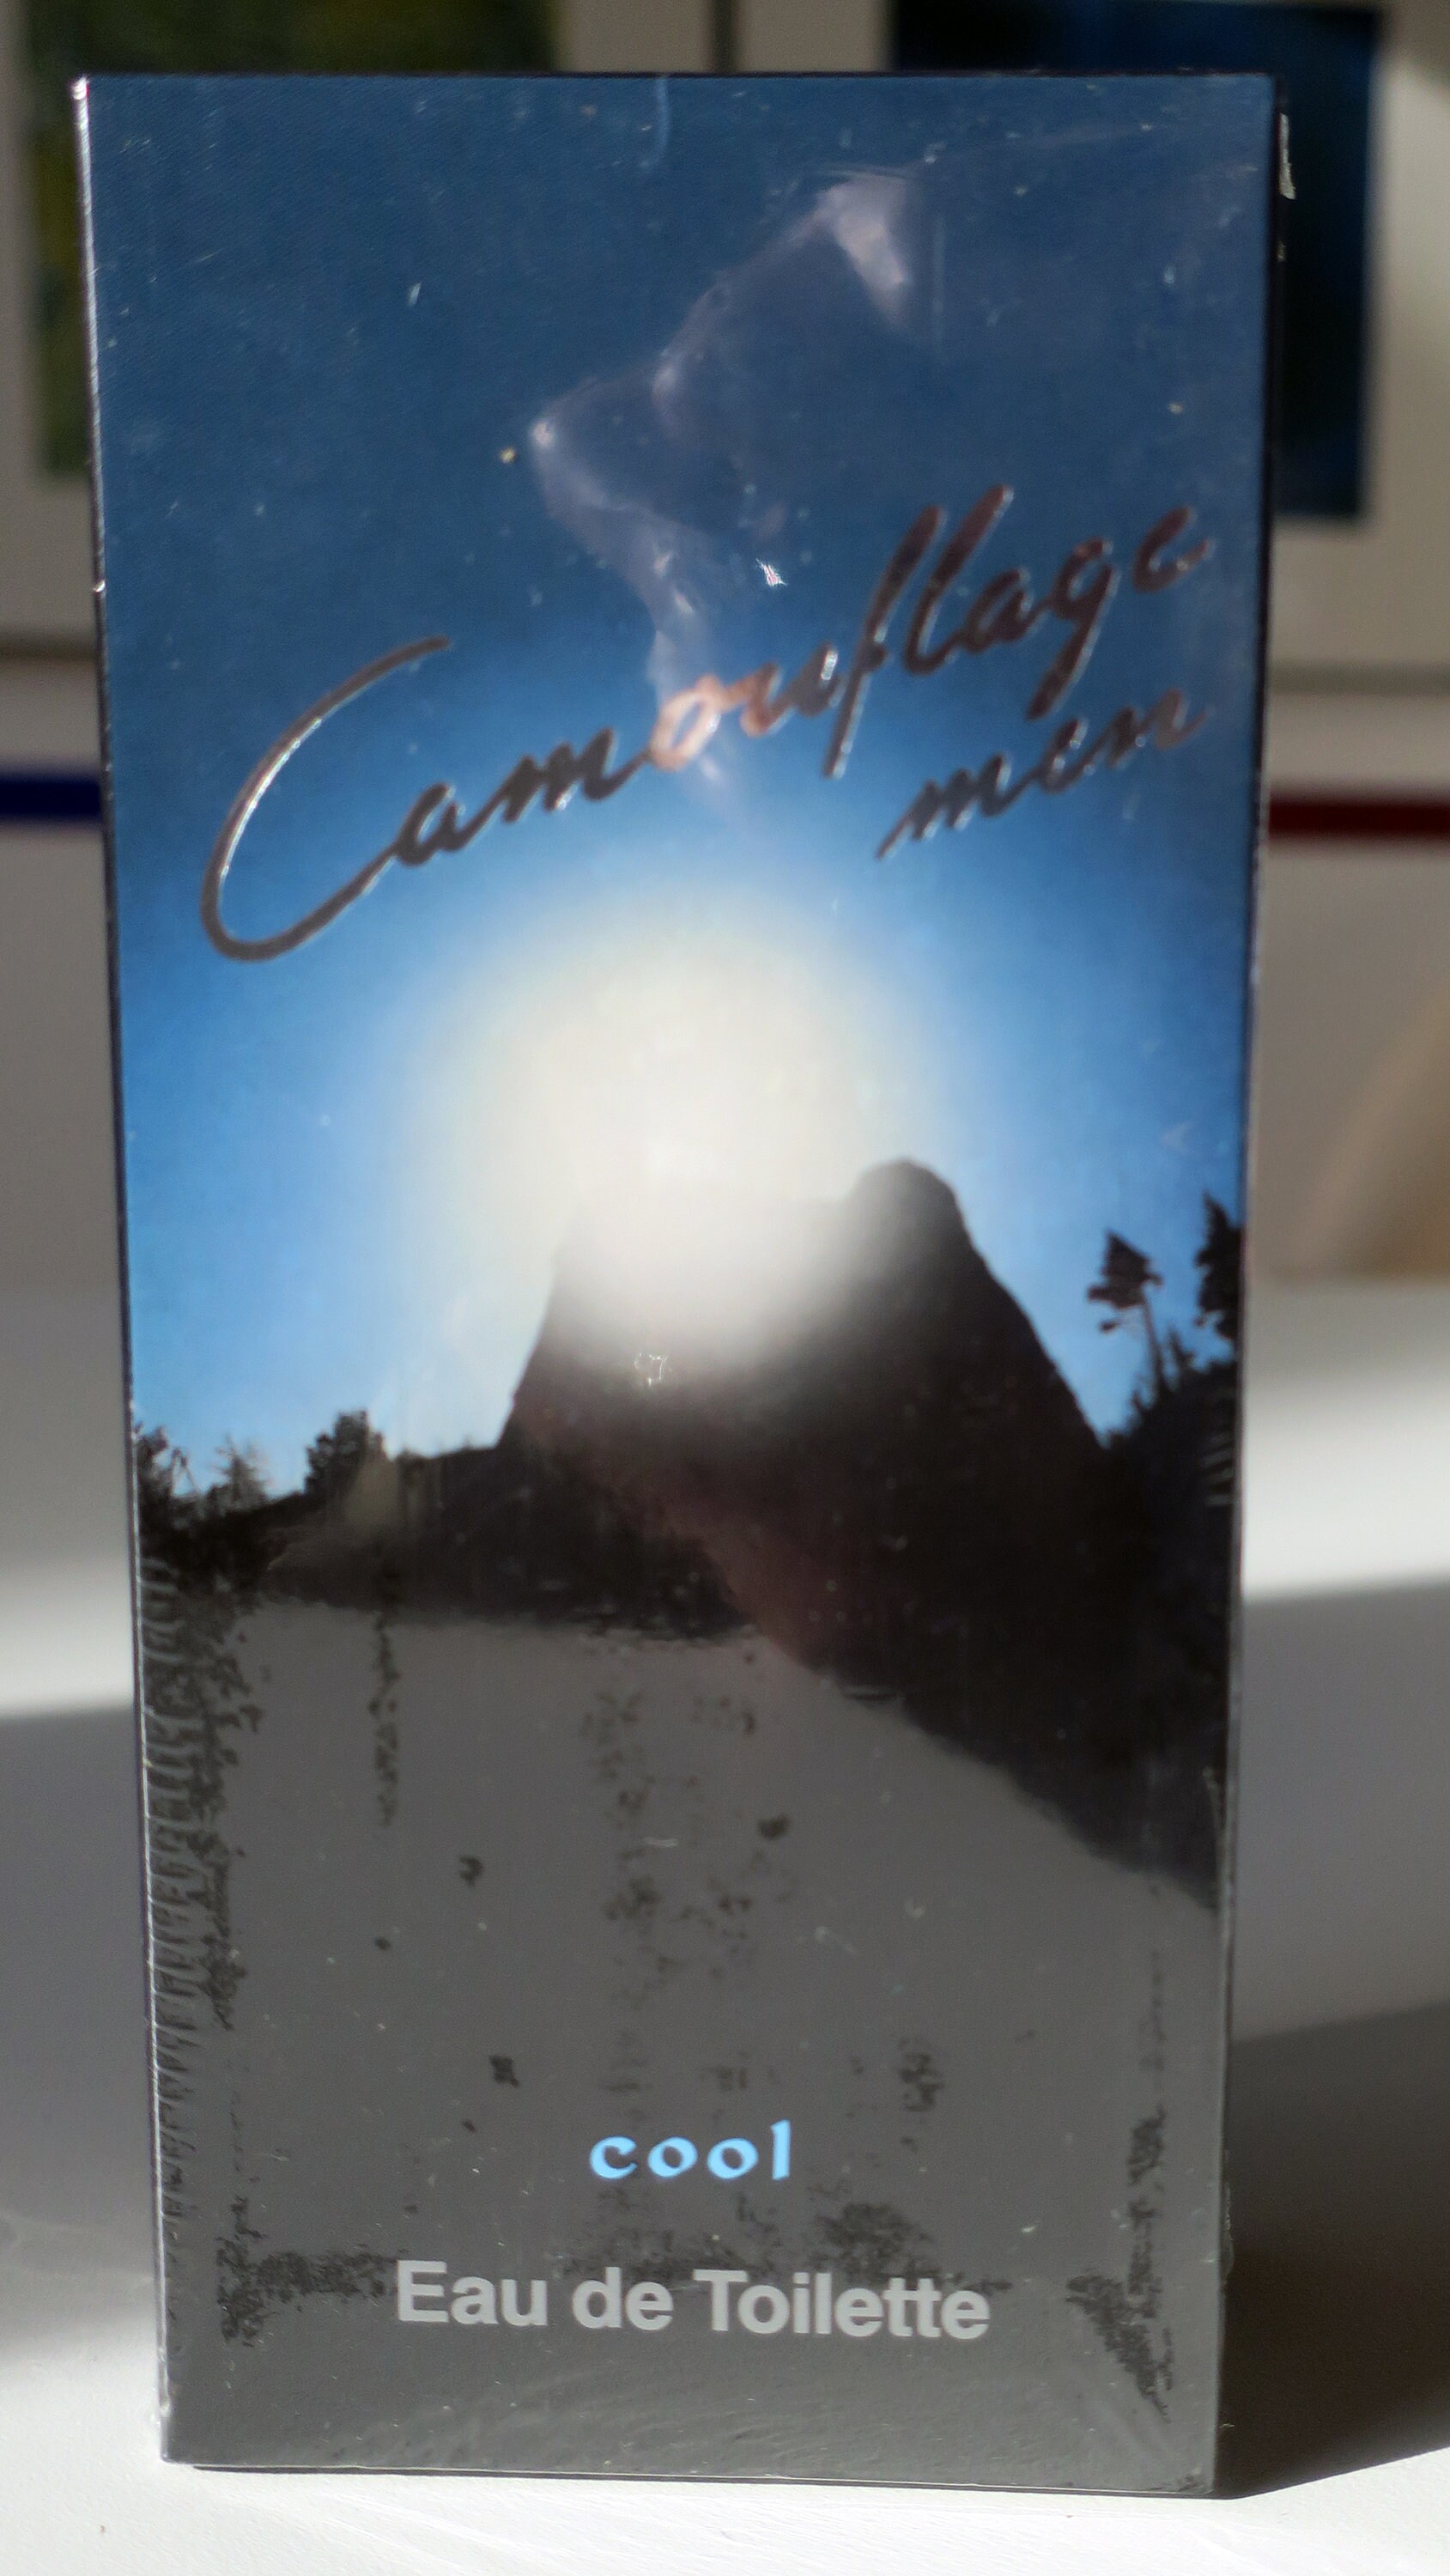 Camouflage
men
cool
Eau de Toilette